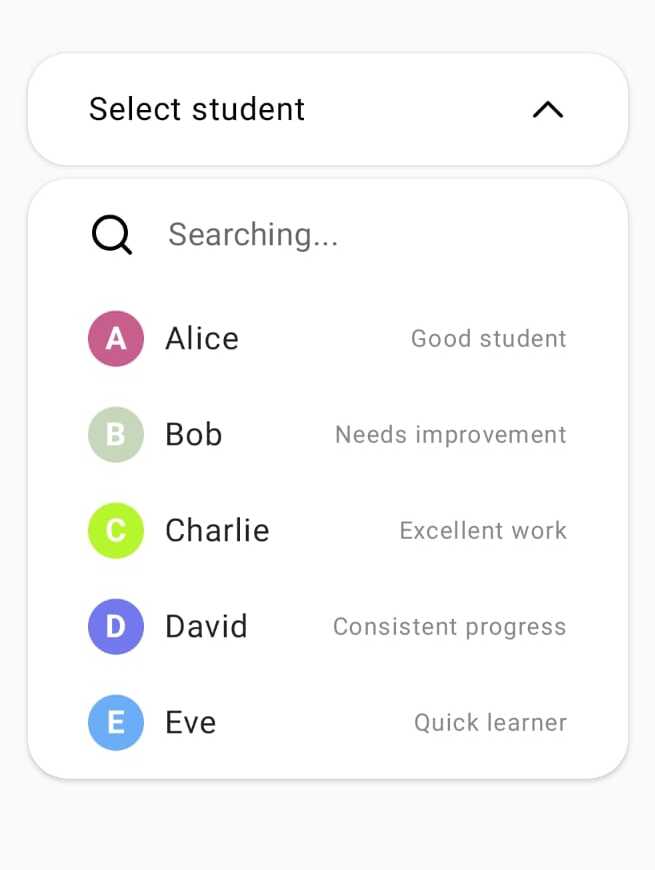 Select student
Searching...
A Alice Good student
B Bob Needs improvement
C Charlie Excellent work
D David Consistent progress
E Eve Quick learner